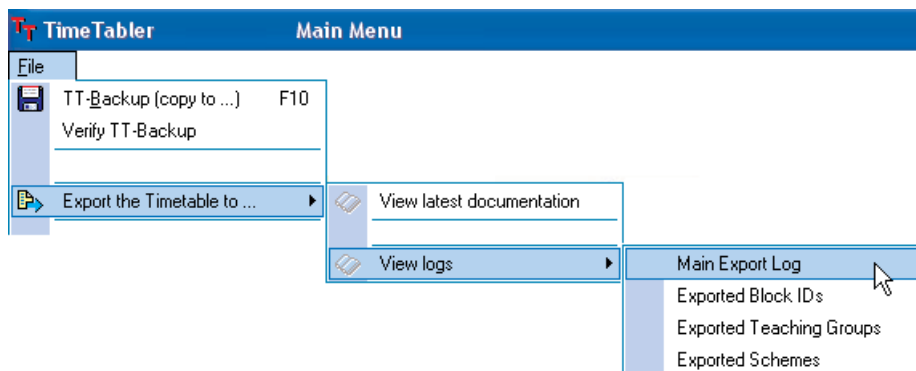 TT TimeTabler Main Menu
File
TT-Backup (copy to ...) F10
Verify TT-Backup
Export the Timetable to ...
View latest documentation
View logs
Main Export Log
Exported Block IDs
Exported Teaching Groups
Exported Schemes